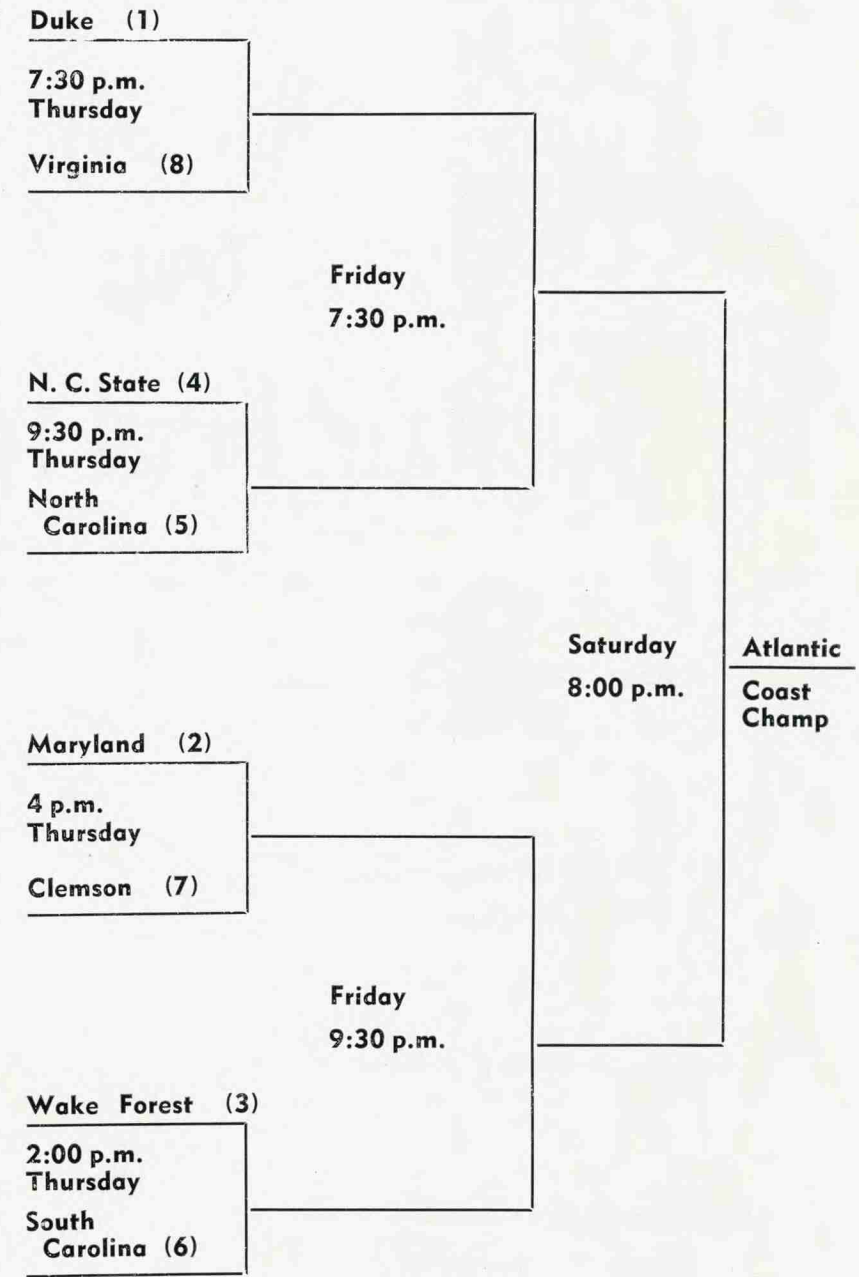 Duke (1)
7:30 p.m.
Thursday
Virginia (8)
Friday
7:30 p.m.
N. C. State (4)
9:30 p.m.
Thursday
North
Carolina (5)
Saturday
8:00 p.m.
Atlantic
Coast
Champ
Maryland (2)
4 p.m.
Thursday
Clemson (7)
Friday
9:30 p.m.
Wake Forest (3)
2:00 p.m.
Thursday
South
Carolina (6)